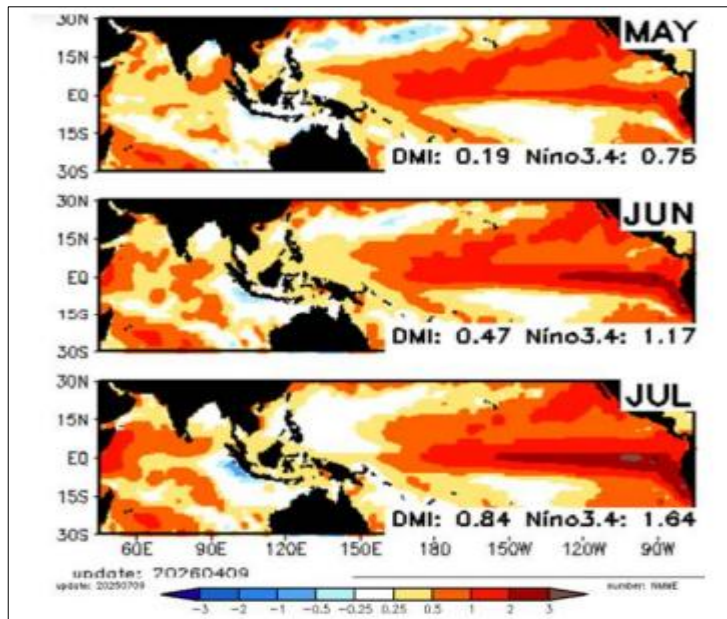 30N
MAY
15N
EQ
15S
30S
DMI: 0.19 Nino3.4: 0.75
30N
JUN
15N
EQ
15S
30S
DMI: 0.47 Nino3.4: 1.17
30N
JUL
15N
EQ
15S
30S
DMI: 0.84 Nino3.4: 1.64
60E 90E 120E 150E 180 150W 120W 90W
update: 20260409
-3 -2 -1 -0.5 -0.25 0.25 0.5 1 2 3